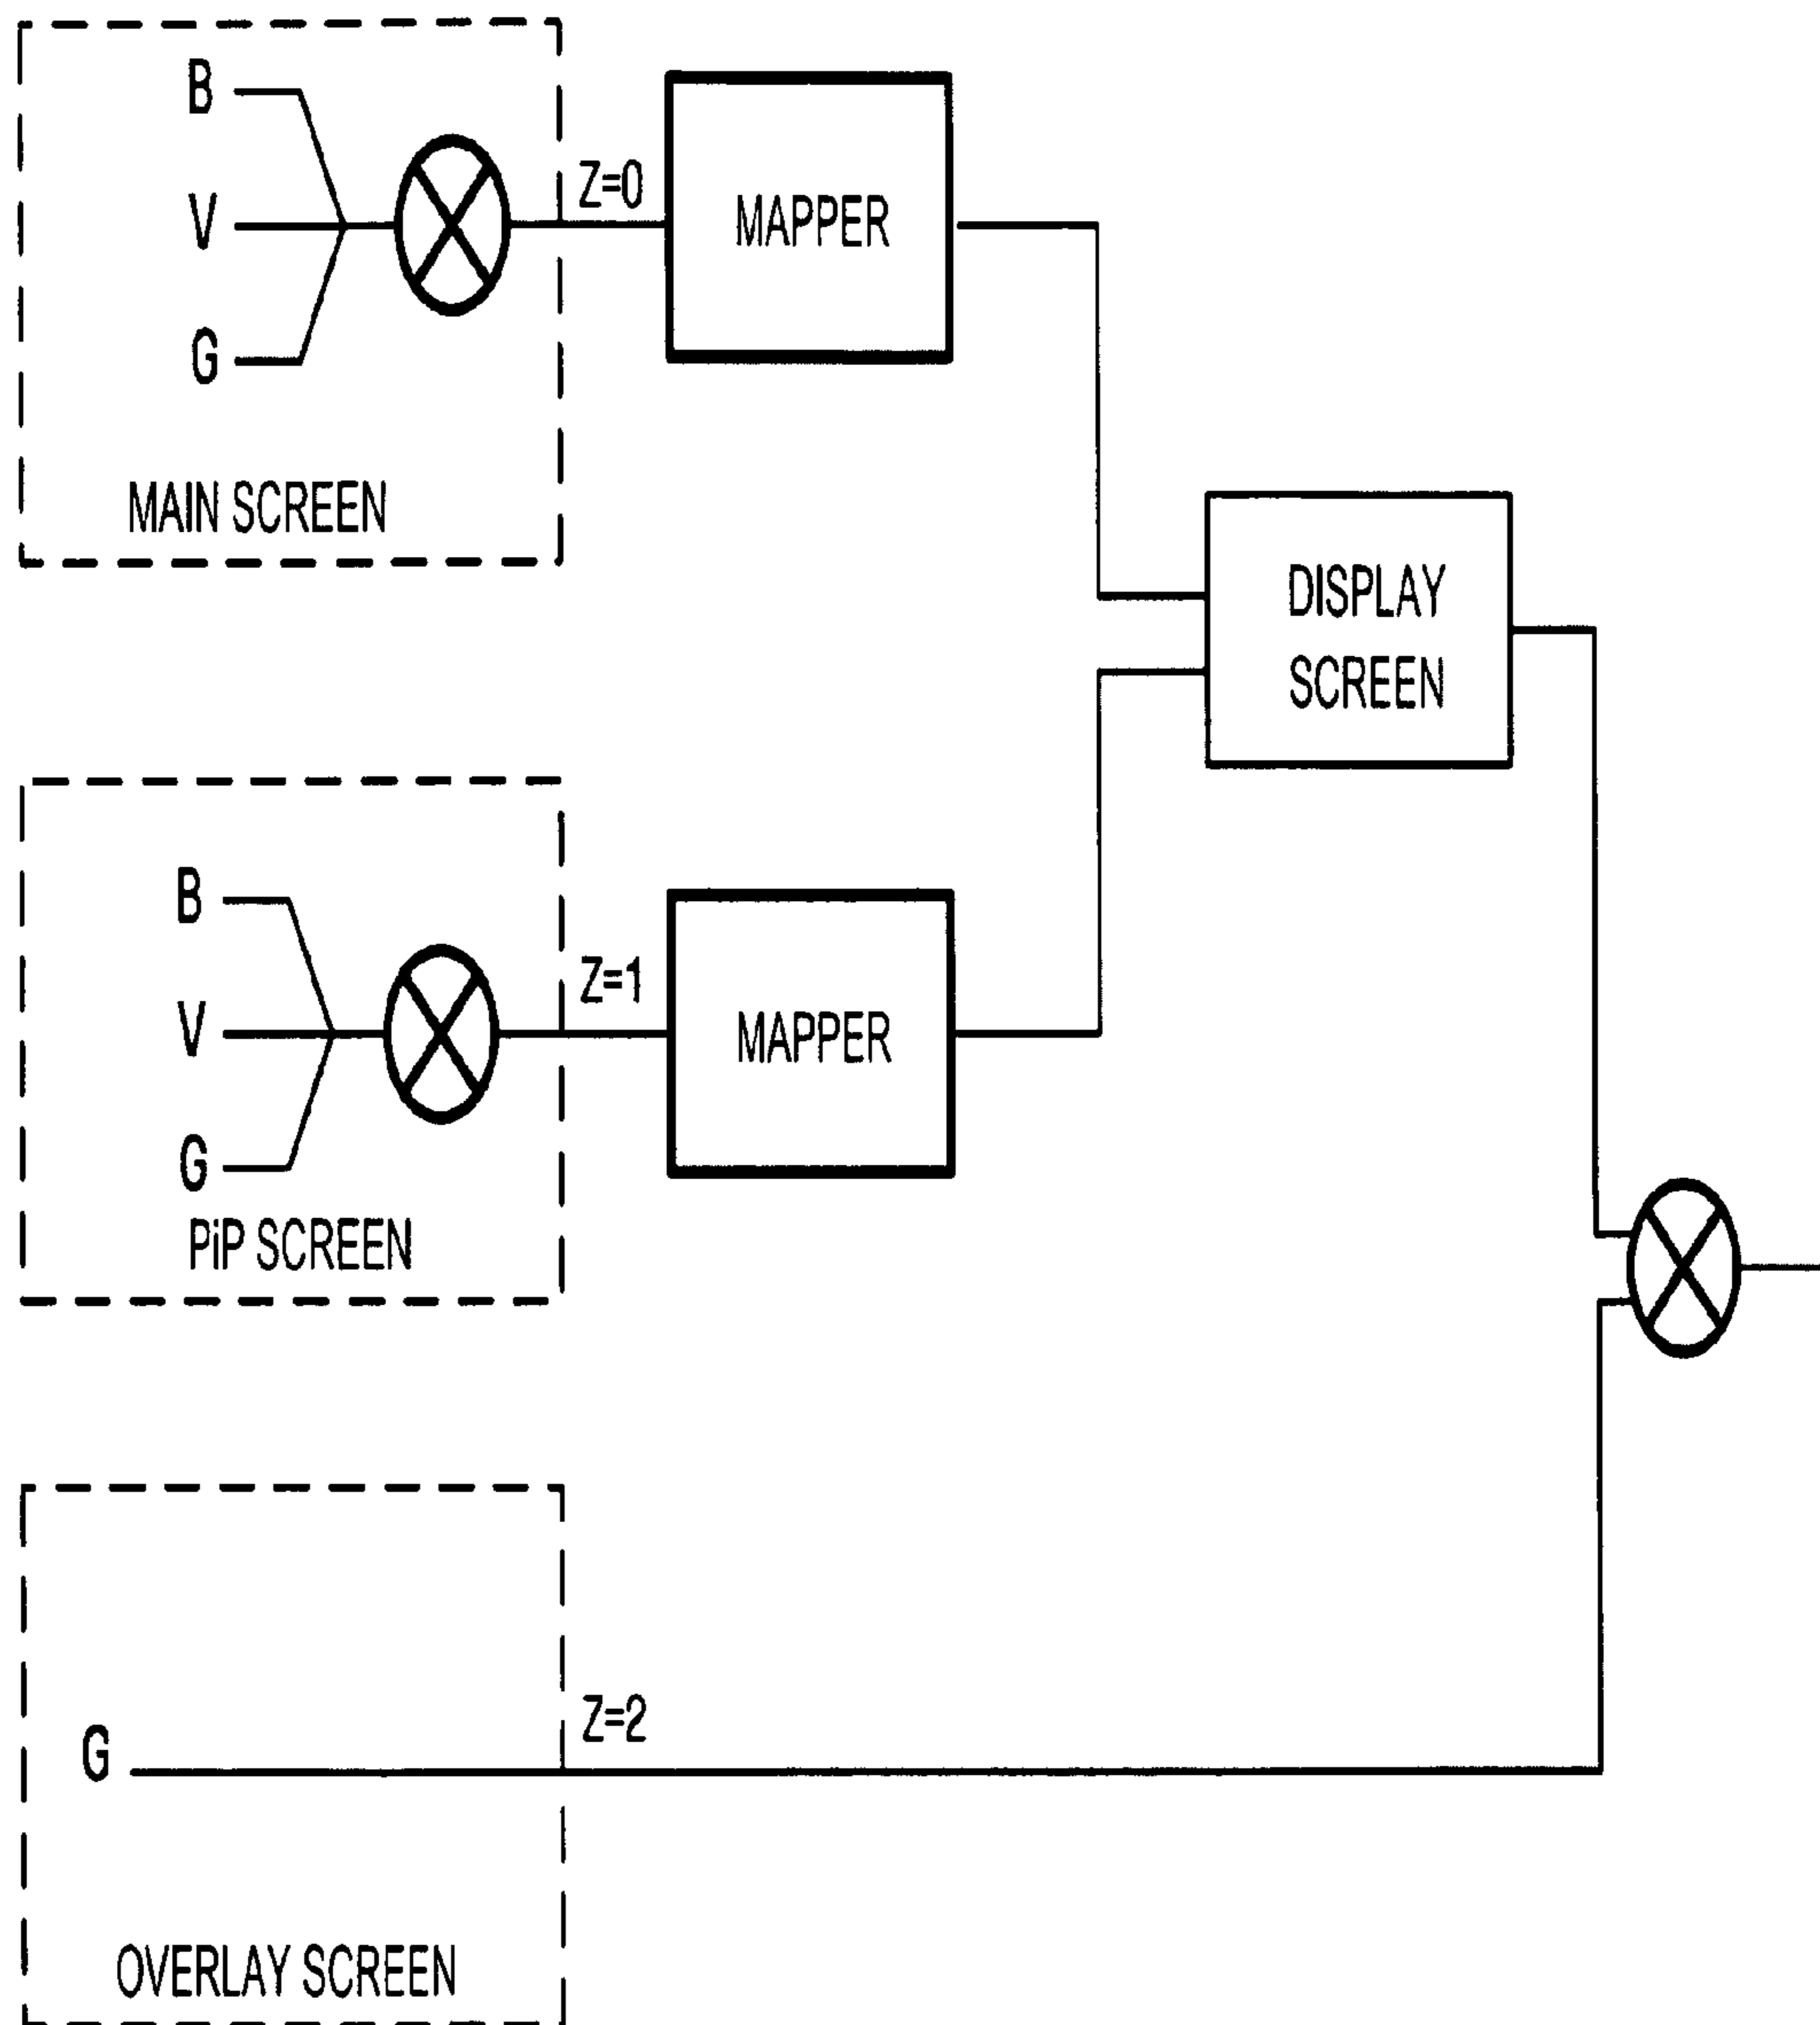 B
V
G
Z=0
MAPPER
MAIN SCREEN
DISPLAY
SCREEN
B
V
G
Z=1
MAPPER
PiP SCREEN
G
Z=2
OVERLAY SCREEN